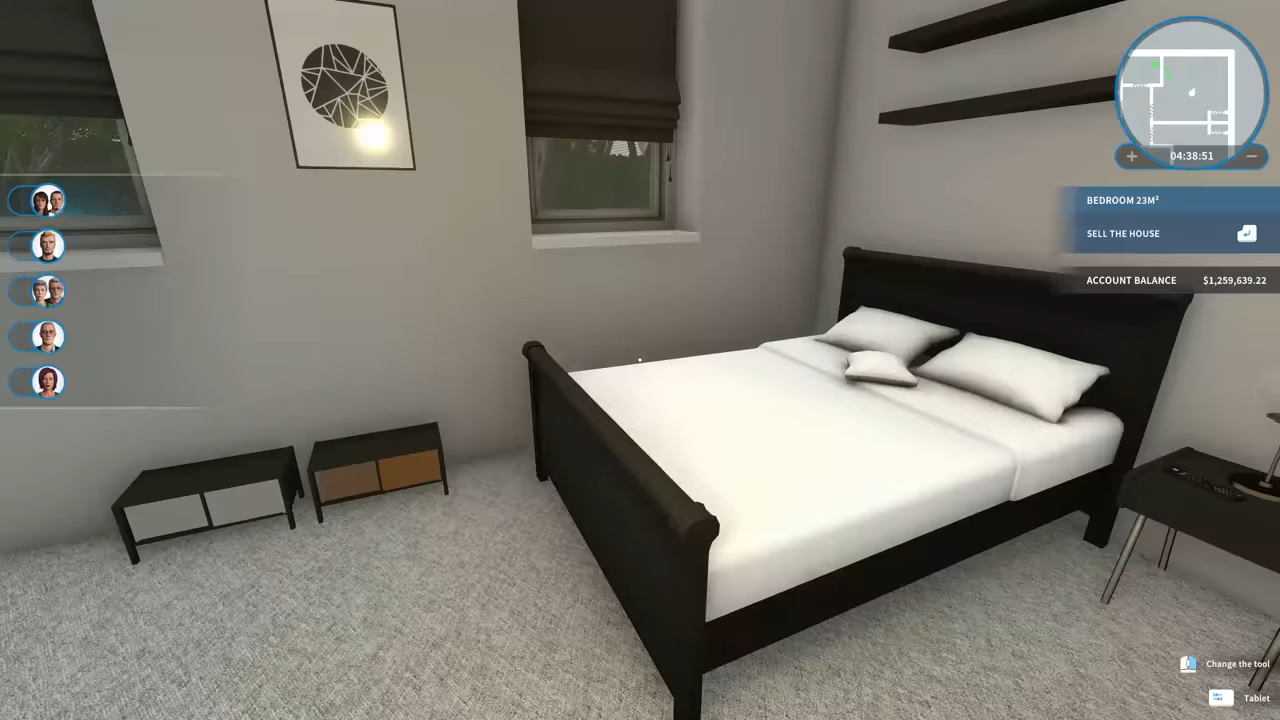 04:38:51
BEDROOM 23M²
SELL THE HOUSE
ACCOUNT BALANCE $1,259,639.22
Change the tool
Tablet